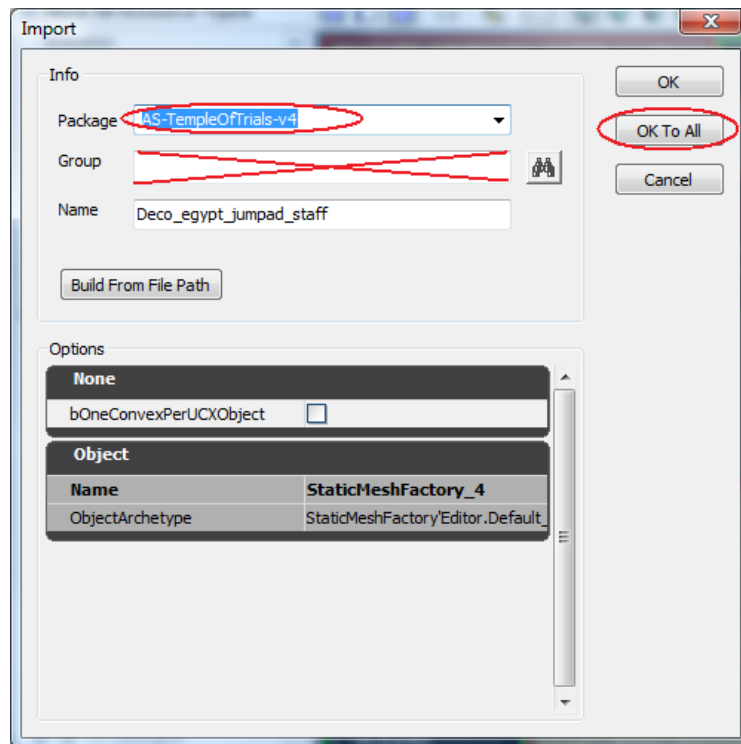 Import
Info
Package AS-TempleOfTrials-v4
Group
Name Deco_egypt_jumpad_staff
Build From File Path
OK
OK To All
Cancel
Options
None
bOneConvexPerUCXObject
Object
Name StaticMeshFactory_4
ObjectArchetype StaticMeshFactory'Editor.Default_